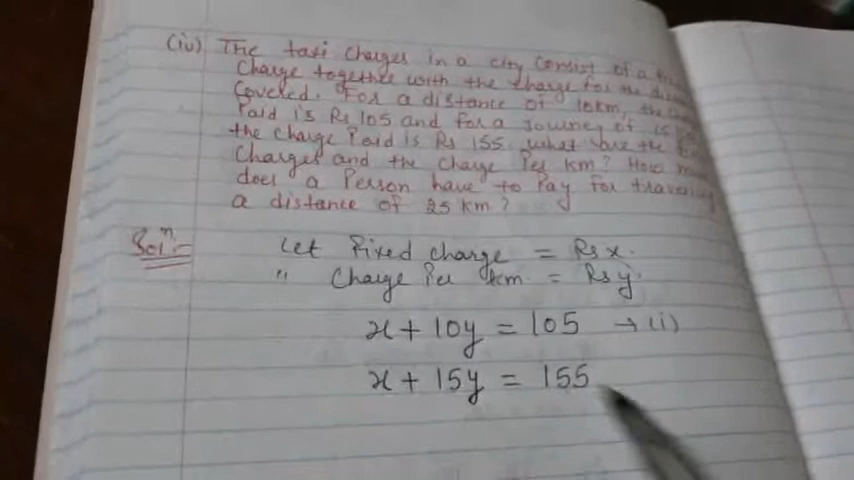 (iv) The taxi charges in a city consist of a
charge together with the charge for the
Covered. For a distance of 10km, the
Paid is Rs 105 and for a Journey of 15
the charge Paid is Rs 155. what are the
Charges and the charge Per km? How
does a Person have to Pay for traveling
a distance of 25 km?
Solⁿ:-
Let Fixed charge = Rs x.
" Charge Per km = Rs y.
x + 10y = 105 → (i)
x + 15y = 155